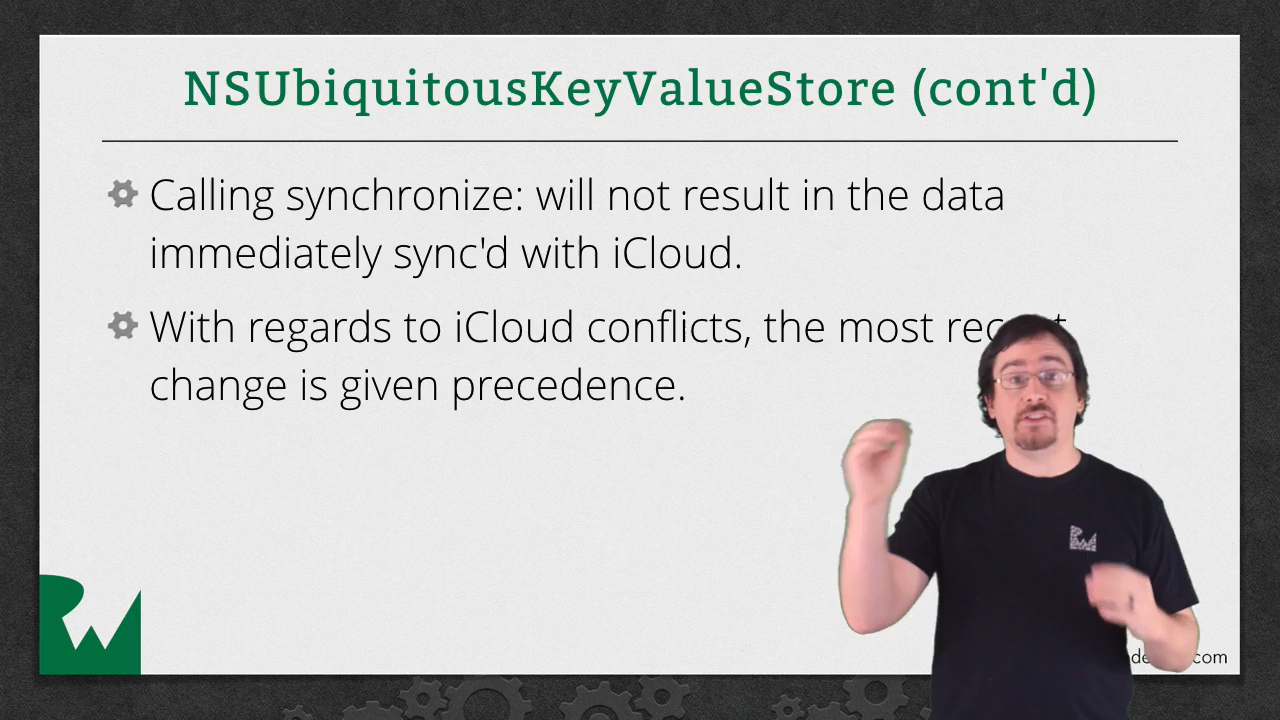 NSUbiquitousKeyValueStore (cont'd)
Calling synchronize: will not result in the data
immediately sync'd with iCloud.
With regards to iCloud conflicts, the most recent
change is given precedence.